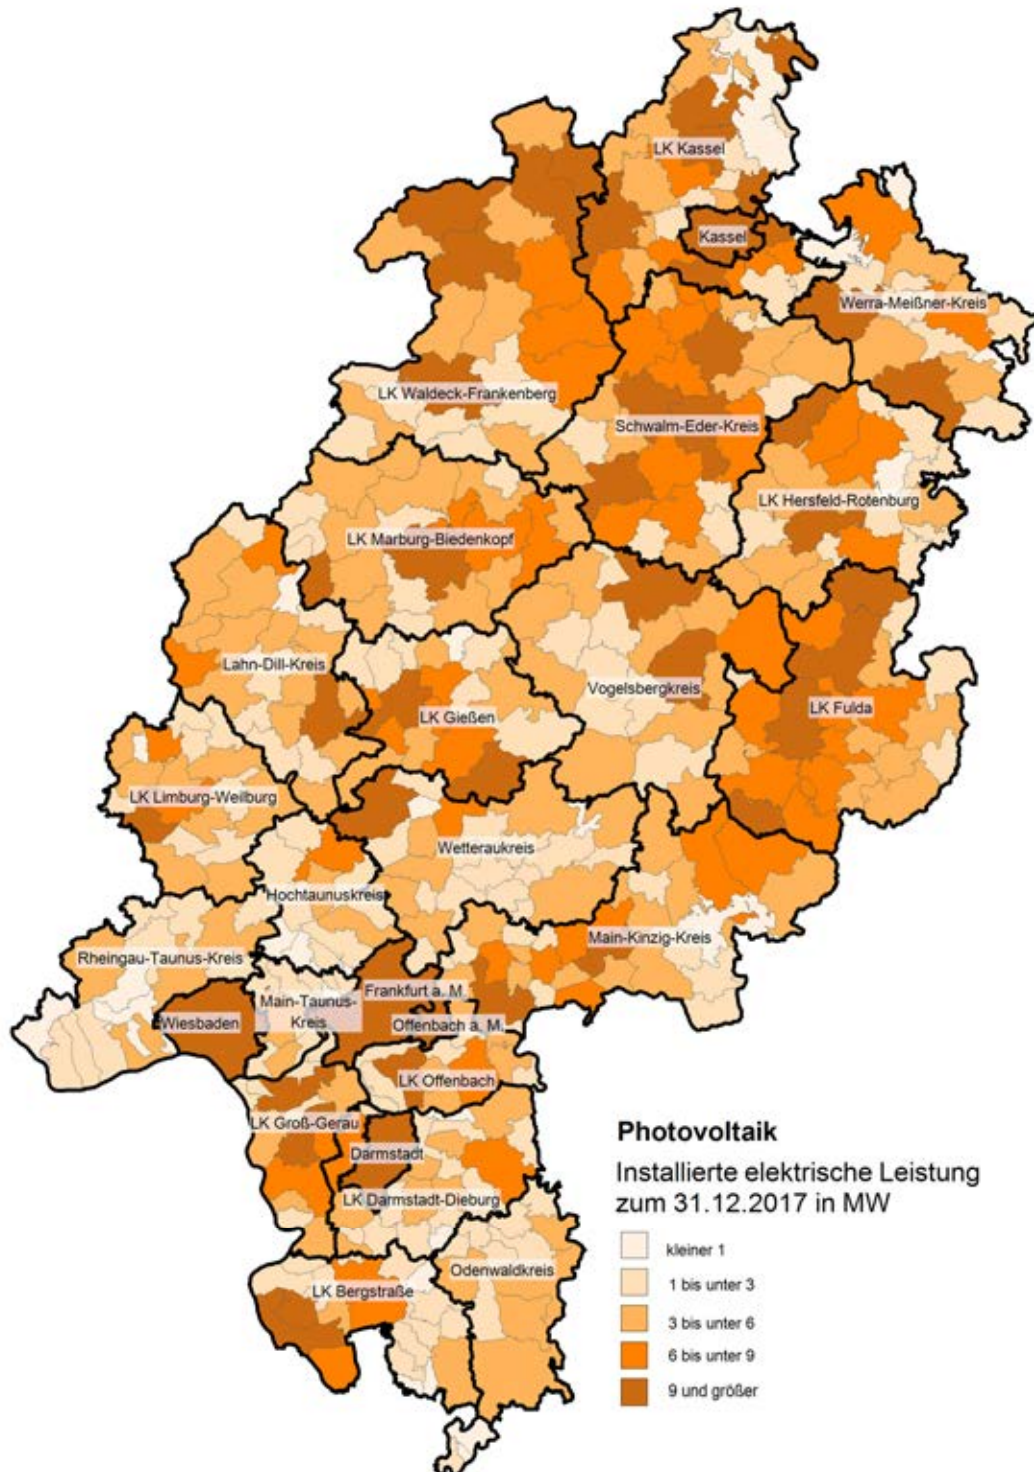 LK Kassel
Kassel
Werra-Meißner-Kreis
LK Waldeck-Frankenberg
Schwalm-Eder-Kreis
LK Hersfeld-Rotenburg
LK Marburg-Biedenkopf
Lahn-Dill-Kreis
Vogelsbergkreis
LK Gießen
LK Fulda
LK Limburg-Weilburg
Wetteraukreis
Hochtaunuskreis
Main-Kinzig-Kreis
Rheingau-Taunus-Kreis
Frankfurt a. M.
Main-Taunus-
Kreis
Wiesbaden
Offenbach a. M.
LK Offenbach
LK Groß-Gerau
Darmstadt
LK Darmstadt-Dieburg
Odenwaldkreis
LK Bergstraße
Photovoltaik
Installierte elektrische Leistung
zum 31.12.2017 in MW
kleiner 1
1 bis unter 3
3 bis unter 6
6 bis unter 9
9 und größer